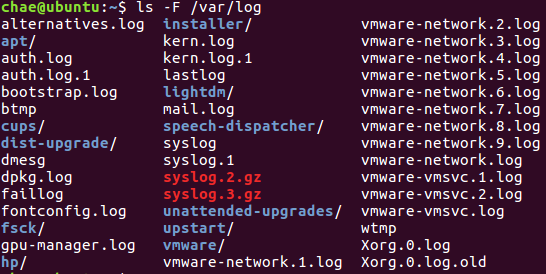 chae@ubuntu:~$ ls -F /var/log
alternatives.log installer/ vmware-network.2.log
apt/ kern.log vmware-network.3.log
auth.log kern.log.1 vmware-network.4.log
auth.log.1 lastlog vmware-network.5.log
bootstrap.log lightdm/ vmware-network.6.log
btmp mail.log vmware-network.7.log
cups/ speech-dispatcher/ vmware-network.8.log
dist-upgrade/ syslog vmware-network.9.log
dmesg syslog.1 vmware-network.log
dpkg.log syslog.2.gz vmware-vmsvc.1.log
faillog syslog.3.gz vmware-vmsvc.2.log
fontconfig.log unattended-upgrades/ vmware-vmsvc.log
fsck/ upstart/ wtmp
gpu-manager.log vmware/ Xorg.0.log
hp/ vmware-network.1.log Xorg.0.log.old